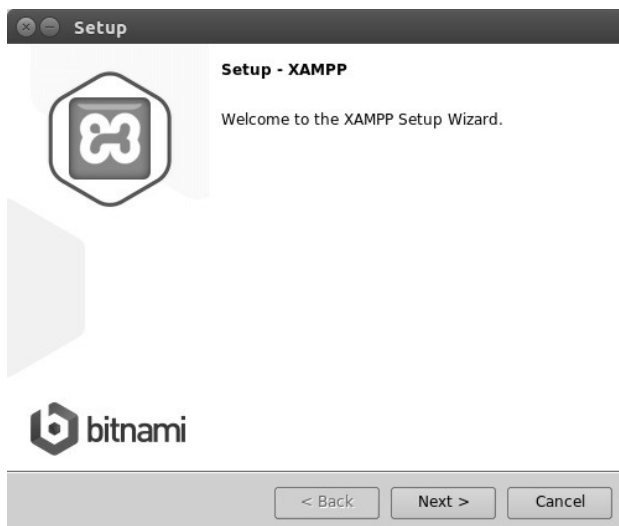 Setup
Setup - XAMPP
Welcome to the XAMPP Setup Wizard.
bitnami
< Back Next > Cancel